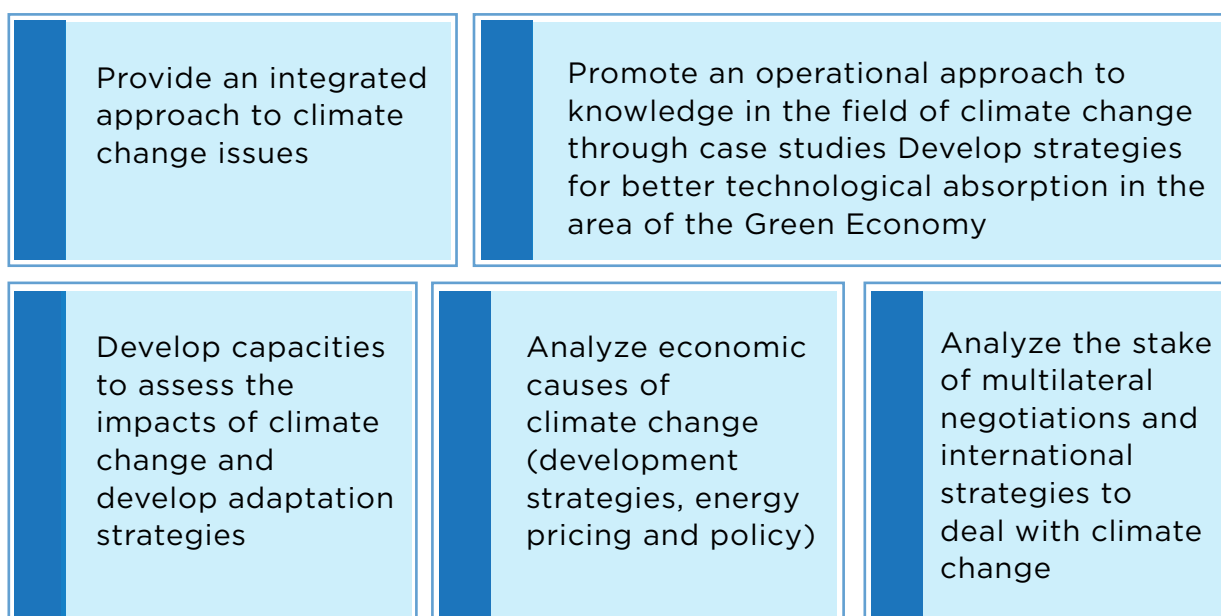 Provide an integrated
approach to climate
change issues
Promote an operational approach to
knowledge in the field of climate change
through case studies Develop strategies
for better technological absorption in the
area of the Green Economy
Develop capacities
to assess the
impacts of climate
change and
develop adaptation
strategies
Analyze economic
causes of
climate change
(development
strategies, energy
pricing and policy)
Analyze the stake
of multilateral
negotiations and
international
strategies to
deal with climate
change